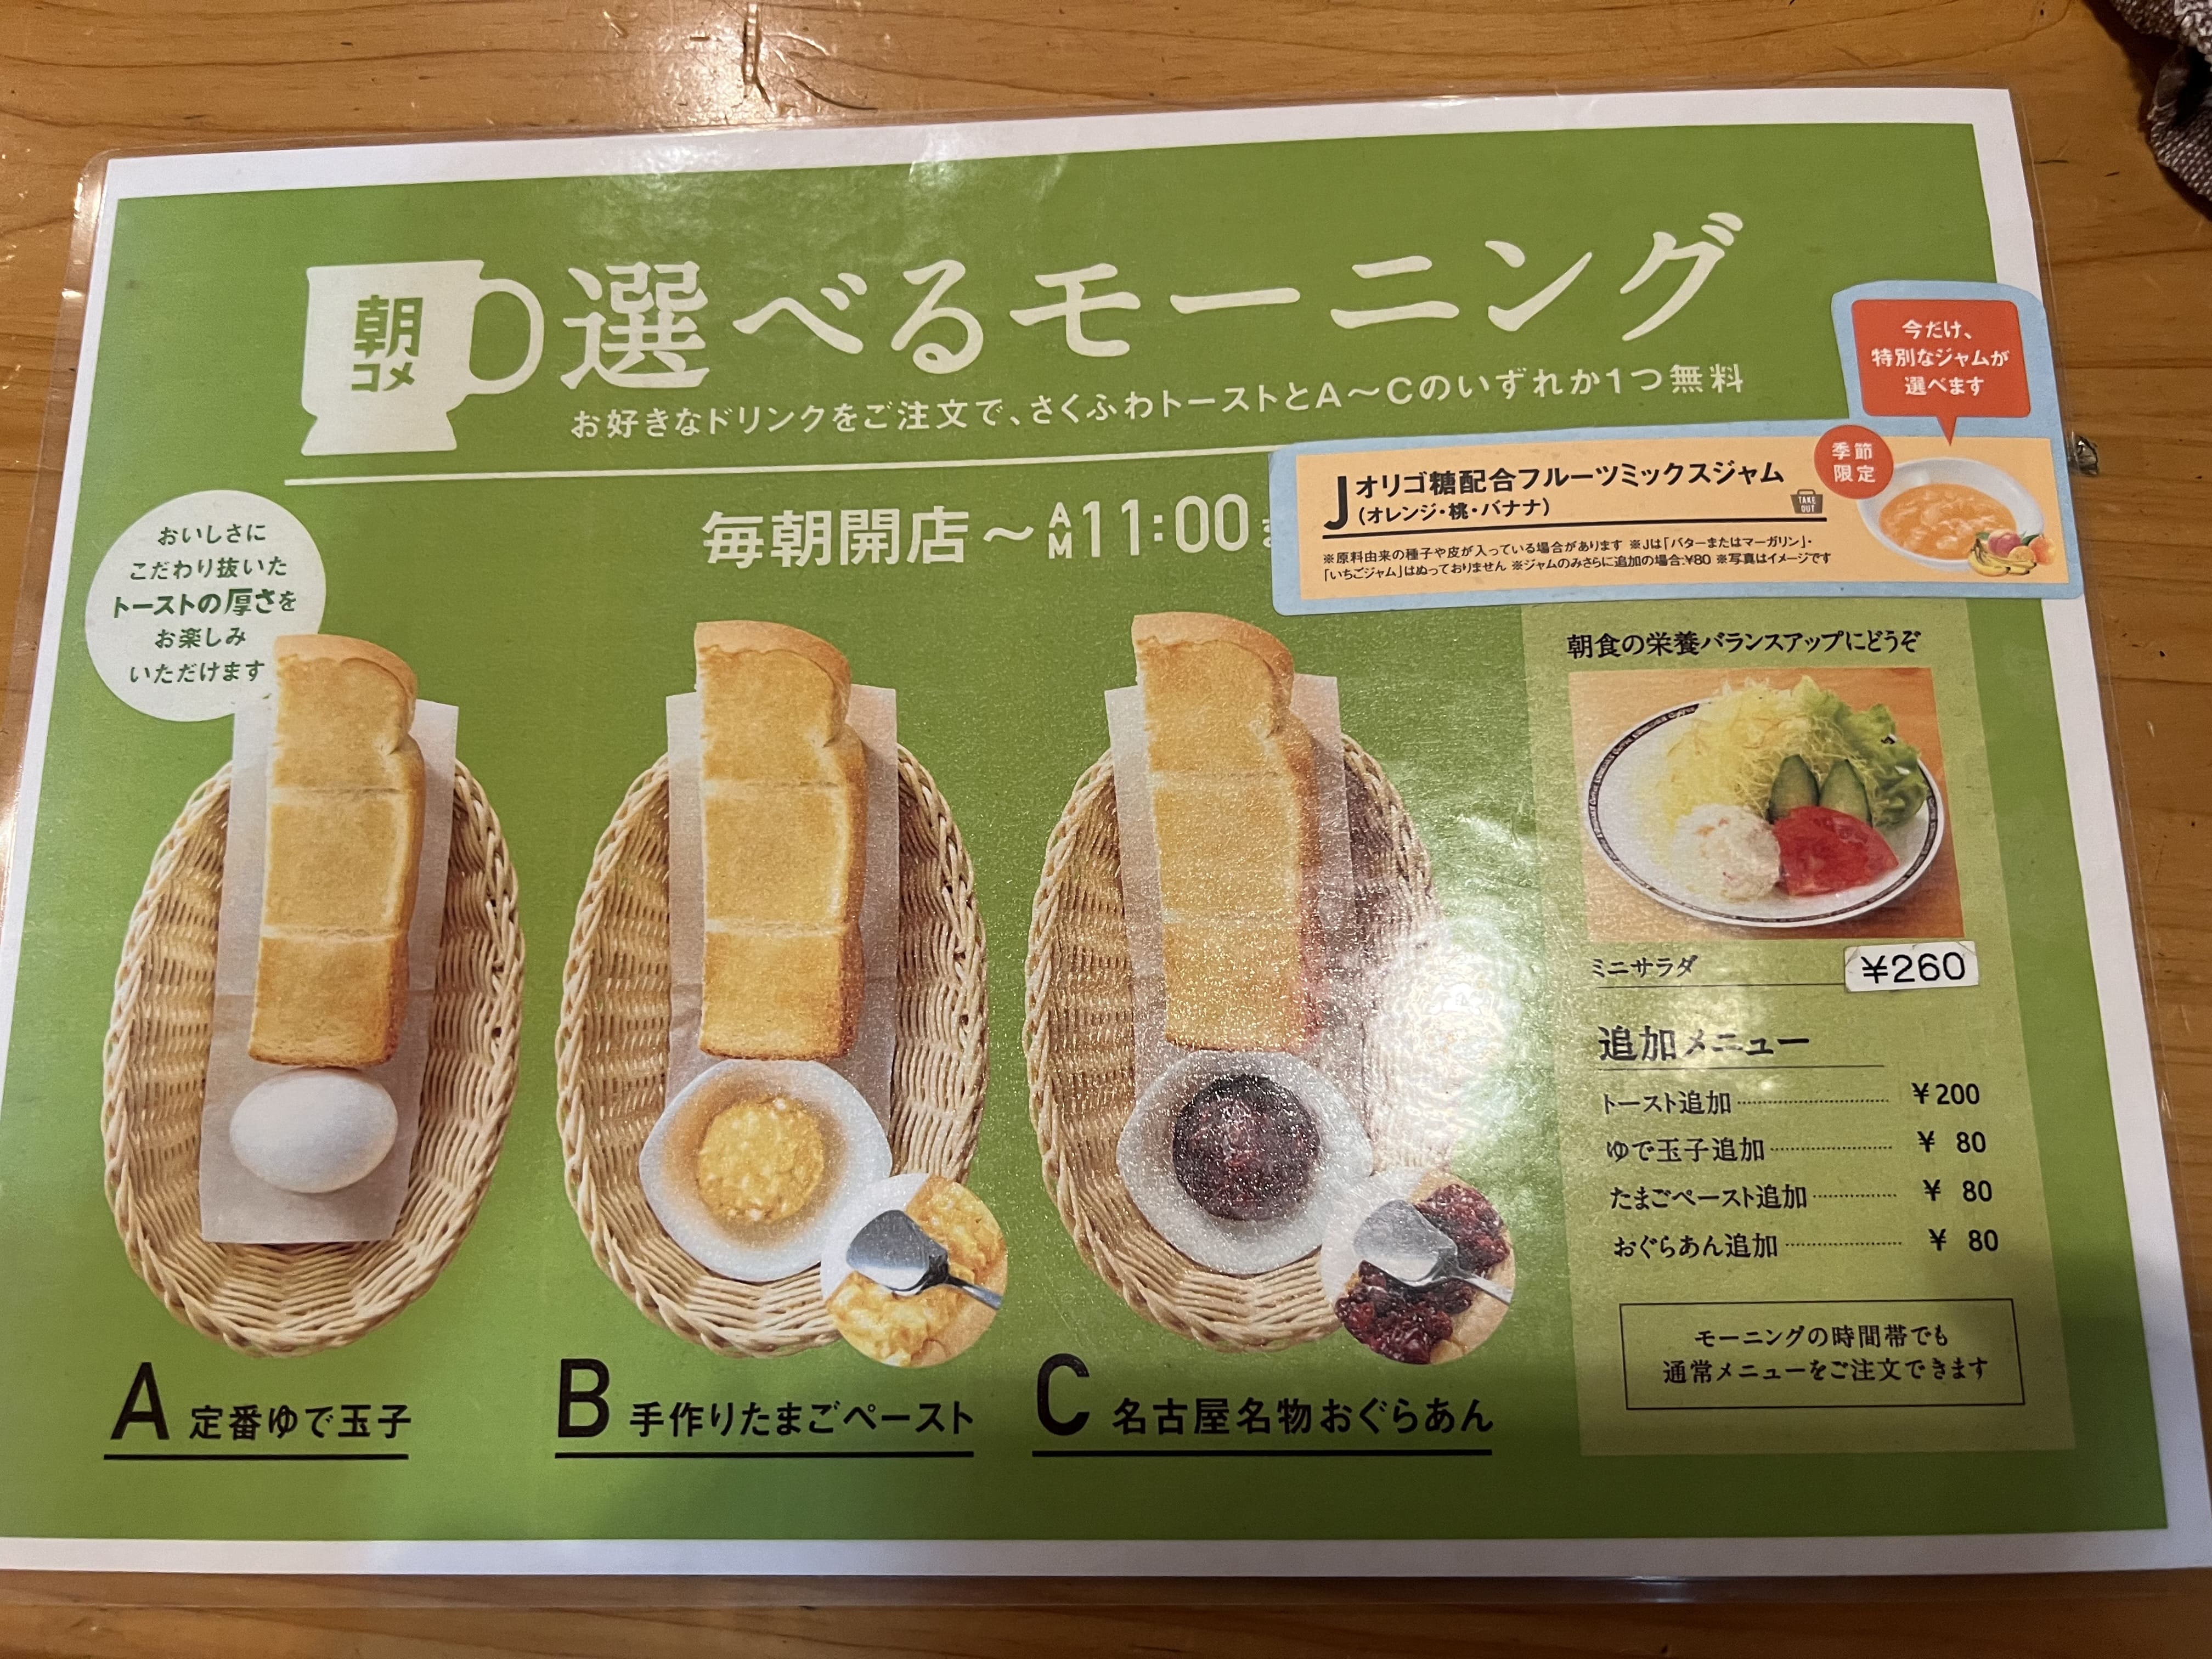 朝
コメ
選べるモーニング
お好きなドリンクをご注文で、さくふわトーストとA～Cのいずれか1つ無料
毎朝開店～AM11:00
今だけ、
特別なジャムが
選べます
季節
限定
J オリゴ糖配合フルーツミックスジャム
(オレンジ・桃・バナナ)
TAKE
OUT
※原料由来の種子や皮が入っている場合があります ※Jは「バターまたはマーガリン」・
「いちごジャム」はぬっておりません ※ジャムのみさらに追加の場合:¥80 ※写真はイメージです
おいしさに
こだわり抜いた
トーストの厚さを
お楽しみ
いただけます
A 定番ゆで玉子
B 手作りたまごペースト
C 名古屋名物おぐらあん
朝食の栄養バランスアップにどうぞ
ミニサラダ ¥260
追加メニュー
トースト追加 ¥200
ゆで玉子追加 ¥80
たまごペースト追加 ¥80
おぐらあん追加 ¥80
モーニングの時間帯でも
通常メニューをご注文できます